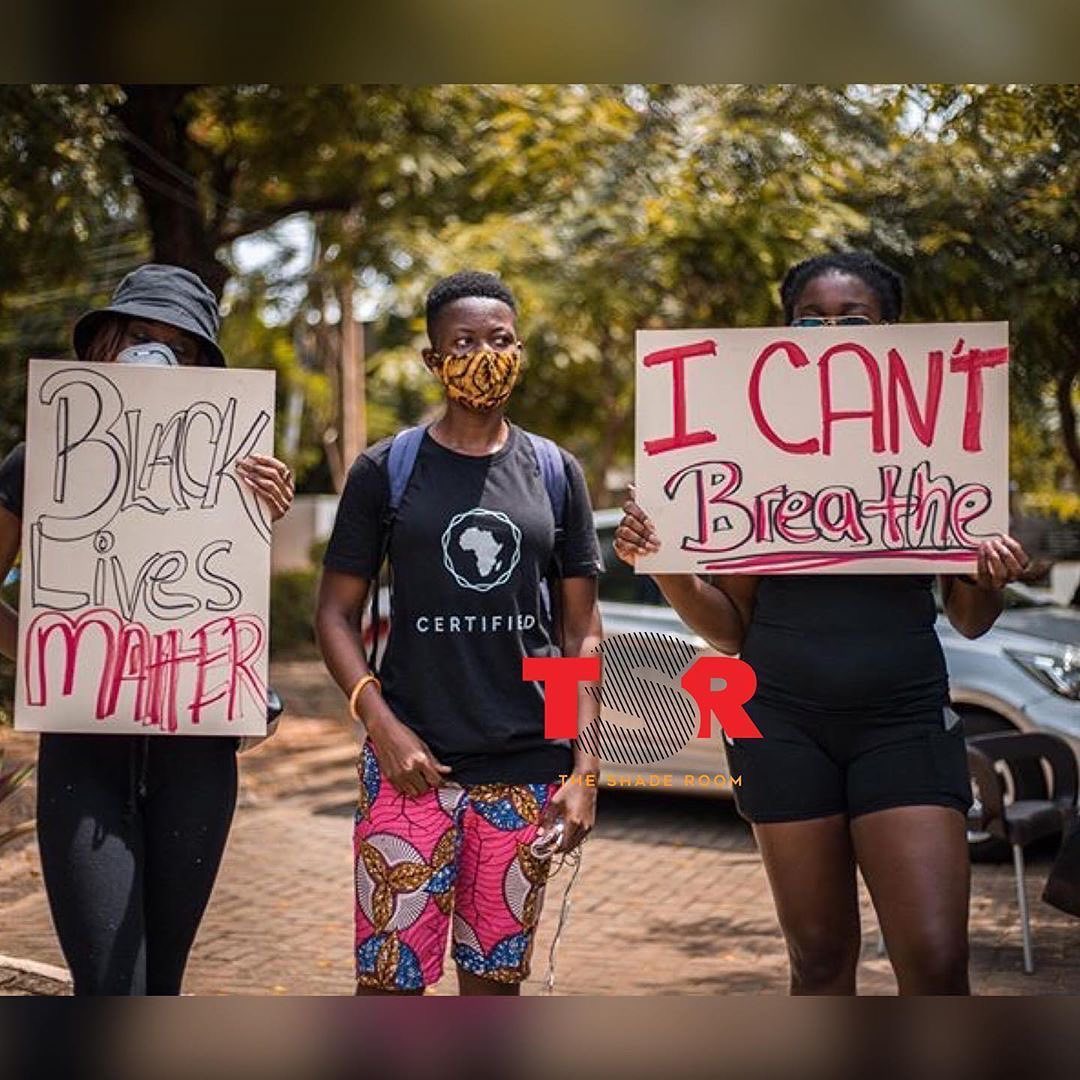 BLACK
Lives
MATTER
CERTIFIED
I CAN'T
Breathe
TSR
THE SHADE ROOM